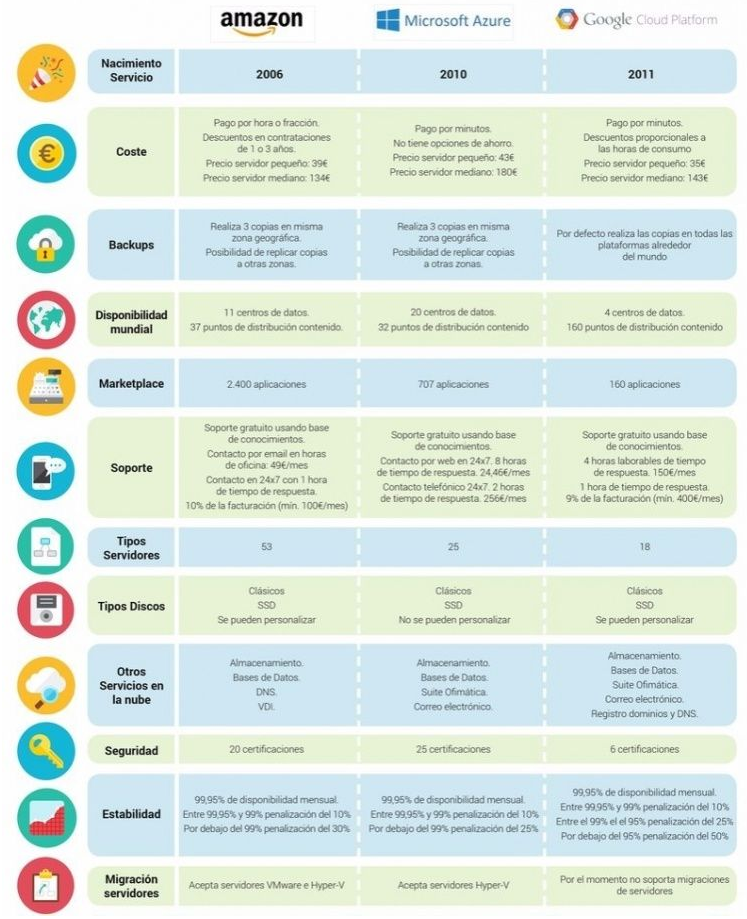 amazon
Microsoft Azure
Google Cloud Platform
Nacimiento
Servicio
2006
2010
2011
Coste
Pago por hora o fracción.
Descuentos en contrataciones
de 1 o 3 años.
Precio servidor pequeño: 39€
Precio servidor mediano: 134€
Pago por minutos.
No tiene opciones de ahorro.
Precio servidor pequeño: 43€
Precio servidor mediano: 180€
Pago por minutos.
Descuentos proporcionales a
las horas de consumo
Precio servidor pequeño: 35€
Precio servidor mediano: 143€
Backups
Realiza 3 copias en misma
zona geográfica.
Posibilidad de replicar copias
a otras zonas.
Realiza 3 copias en misma
zona geográfica.
Posibilidad de replicar copias
a otras zonas.
Por defecto realiza las copias en todas las
plataformas alrededor
del mundo
Disponibilidad
mundial
11 centros de datos.
37 puntos de distribución contenido.
20 centros de datos.
32 puntos de distribución contenido
4 centros de datos.
160 puntos de distribución contenido
Marketplace
2.400 aplicaciones
707 aplicaciones
160 aplicaciones
Soporte
Soporte gratuito usando base
de conocimientos.
Contacto por email en horas
de oficina: 49€/mes
Contacto en 24x7 con 1 hora
de tiempo de respuesta.
10% de la facturación (mín. 100€/mes)
Soporte gratuito usando base
de conocimientos.
Contacto por web en 24x7. 8 horas
de tiempo de respuesta. 24,46€/mes
Contacto telefónico 24x7. 2 horas
de tiempo de respuesta. 256€/mes
Soporte gratuito usando base
de conocimientos.
4 horas laborables de tiempo
de respuesta. 150€/mes
1 hora de tiempo de respuesta.
9% de la facturación (mín. 400€/mes)
Tipos
Servidores
53
25
18
Tipos Discos
Clásicos
SSD
Se pueden personalizar
Clásicos
SSD
No se pueden personalizar
Clásicos
SSD
Se pueden personalizar
Otros
Servicios en
la nube
Almacenamiento.
Bases de Datos.
DNS.
VDI.
Almacenamiento.
Bases de Datos.
Suite Ofimática.
Correo electrónico.
Almacenamiento.
Bases de Datos.
Suite Ofimática.
Correo electrónico.
Registro dominios y DNS.
Seguridad
20 certificaciones
25 certificaciones
6 certificaciones
Estabilidad
99,95% de disponibilidad mensual.
Entre 99,95% y 99% penalización del 10%
Por debajo del 99% penalización del 30%
99,95% de disponibilidad mensual.
Entre 99,95% y 99% penalización del 10%
Por debajo del 99% penalización del 25%
99,95% de disponibilidad mensual.
Entre 99,95% y 99% penalización del 10%
Entre el 99% el el 95% penalización del 25%
Por debajo del 95% penalización del 50%
Migración
servidores
Acepta servidores VMware e Hyper-V
Acepta servidores Hyper-V
Por el momento no soporta migraciones
de servidores